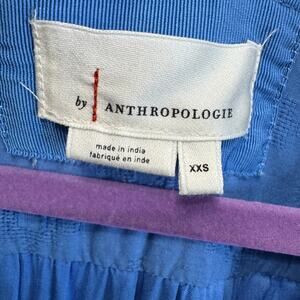 by | ANTHROPOLOGIE
made in india
fabriqué en inde
XXS